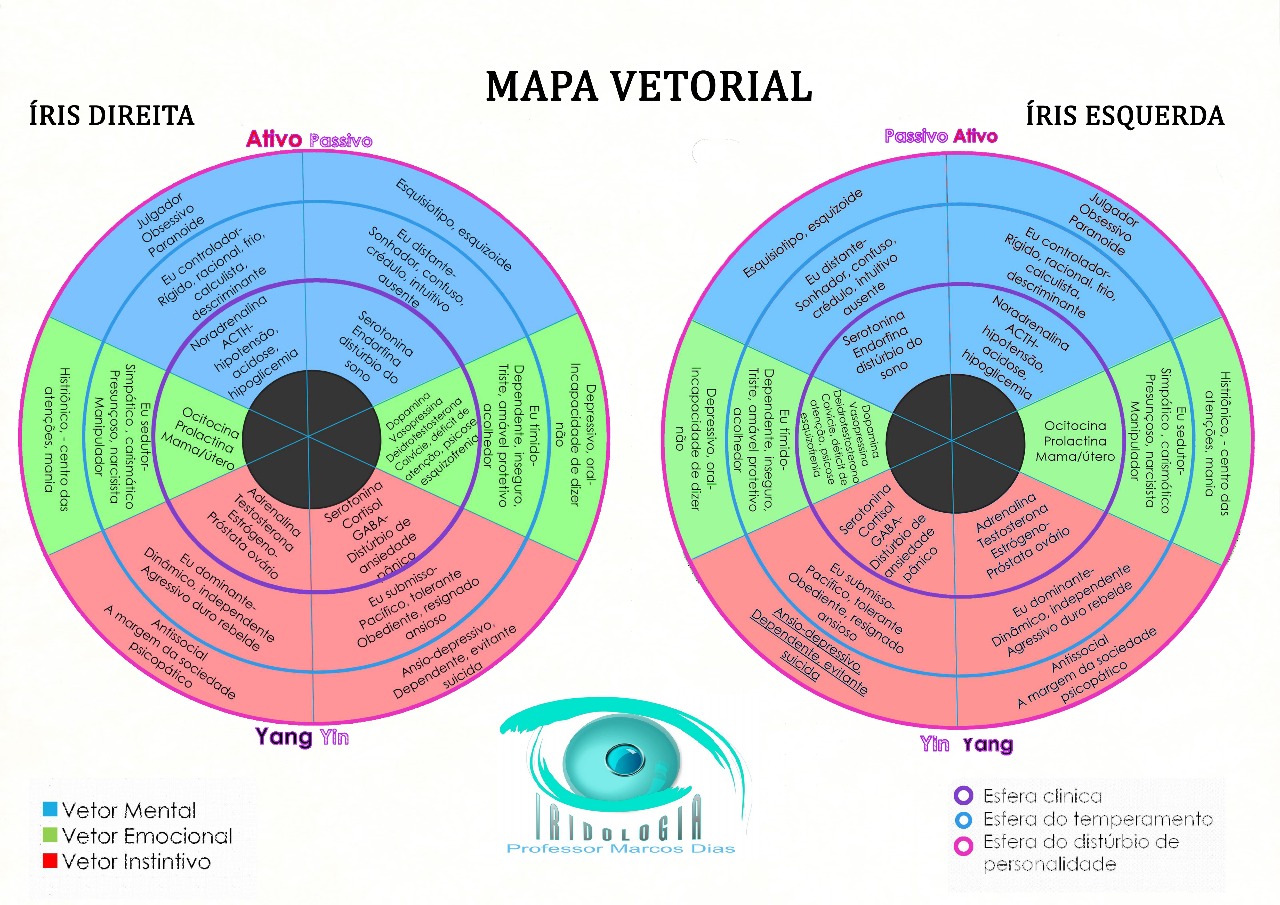 MAPA VETORIAL
ÍRIS DIREITA
Ativo Passivo
Julgador
Obsessivo
Paranoide
Eu controlador-
Rígido, racional, frio,
calculista,
descriminante
Noradrenalina
ACTH-
hipotensão,
acidose,
hipoglicemia
Esquisiotipo, esquizoide
Eu distante-
Sonhador, confuso,
crédulo, intuitivo
ausente
Serotonina
Endorfina
distúrbio do
sono
Histriônico, - centro das
atenções, mania
Eu sedutor-
Simpático , carismático
Presunçoso, narcisista
Manipulador
Ocitocina
Prolactina
Mama/útero
Dopamina
Vasopressina
Deidrotestosterona
Calvície, déficit de
atenção, psicose
esquizofrenia
Eu tímido-
Dependente, inseguro,
Triste, amável protetivo
acolhedor
Depressivo, oral-
Incapacidade de dizer
não
Adrenalina
Testosterona
Estrógeno-
Próstata ovário
Eu dominante-
Dinâmico, independente
Agressivo duro rebelde
Antissocial
A margem da sociedade
psicopático
Serotonina
Cortisol
GABA-
Distúrbio de
ansiedade
pânico
Eu submisso-
Pacífico, tolerante
Obediente, resignado
ansioso
Ansio-depressivo,
Dependente, evitante
suicida
Yang Yin
ÍRIS ESQUERDA
Passivo Ativo
Esquisiotipo, esquizoide
Eu distante-
Sonhador, confuso,
crédulo, intuitivo
ausente
Serotonina
Endorfina
distúrbio do
sono
Julgador
Obsessivo
Paranoide
Eu controlador-
Rígido, racional, frio,
calculista,
descriminante
Noradrenalina
ACTH-
hipotensão,
acidose,
hipoglicemia
Depressivo, oral-
Incapacidade de dizer
não
Eu tímido-
Dependente, inseguro,
Triste, amável protetivo
acolhedor
Dopamina
Vasopressina
Deidrotestosterona
Calvície, déficit de
atenção, psicose
esquizofrenia
Ocitocina
Prolactina
Mama/útero
Eu sedutor-
Simpático , carismático
Presunçoso, narcisista
Manipulador
Histriônico, - centro das
atenções, mania
Serotonina
Cortisol
GABA-
Distúrbio de
ansiedade
pânico
Eu submisso-
Pacífico, tolerante
Obediente, resignado
ansioso
Ansio-depressivo,
Dependente, evitante
suicida
Adrenalina
Testosterona
Estrógeno-
Próstata ovário
Eu dominante-
Dinâmico, independente
Agressivo duro rebelde
Antissocial
A margem da sociedade
psicopático
Yin Yang
Vetor Mental
Vetor Emocional
Vetor Instintivo
IRIDOLOGIA
Professor Marcos Dias
Esfera clinica
Esfera do temperamento
Esfera do distúrbio de
personalidade